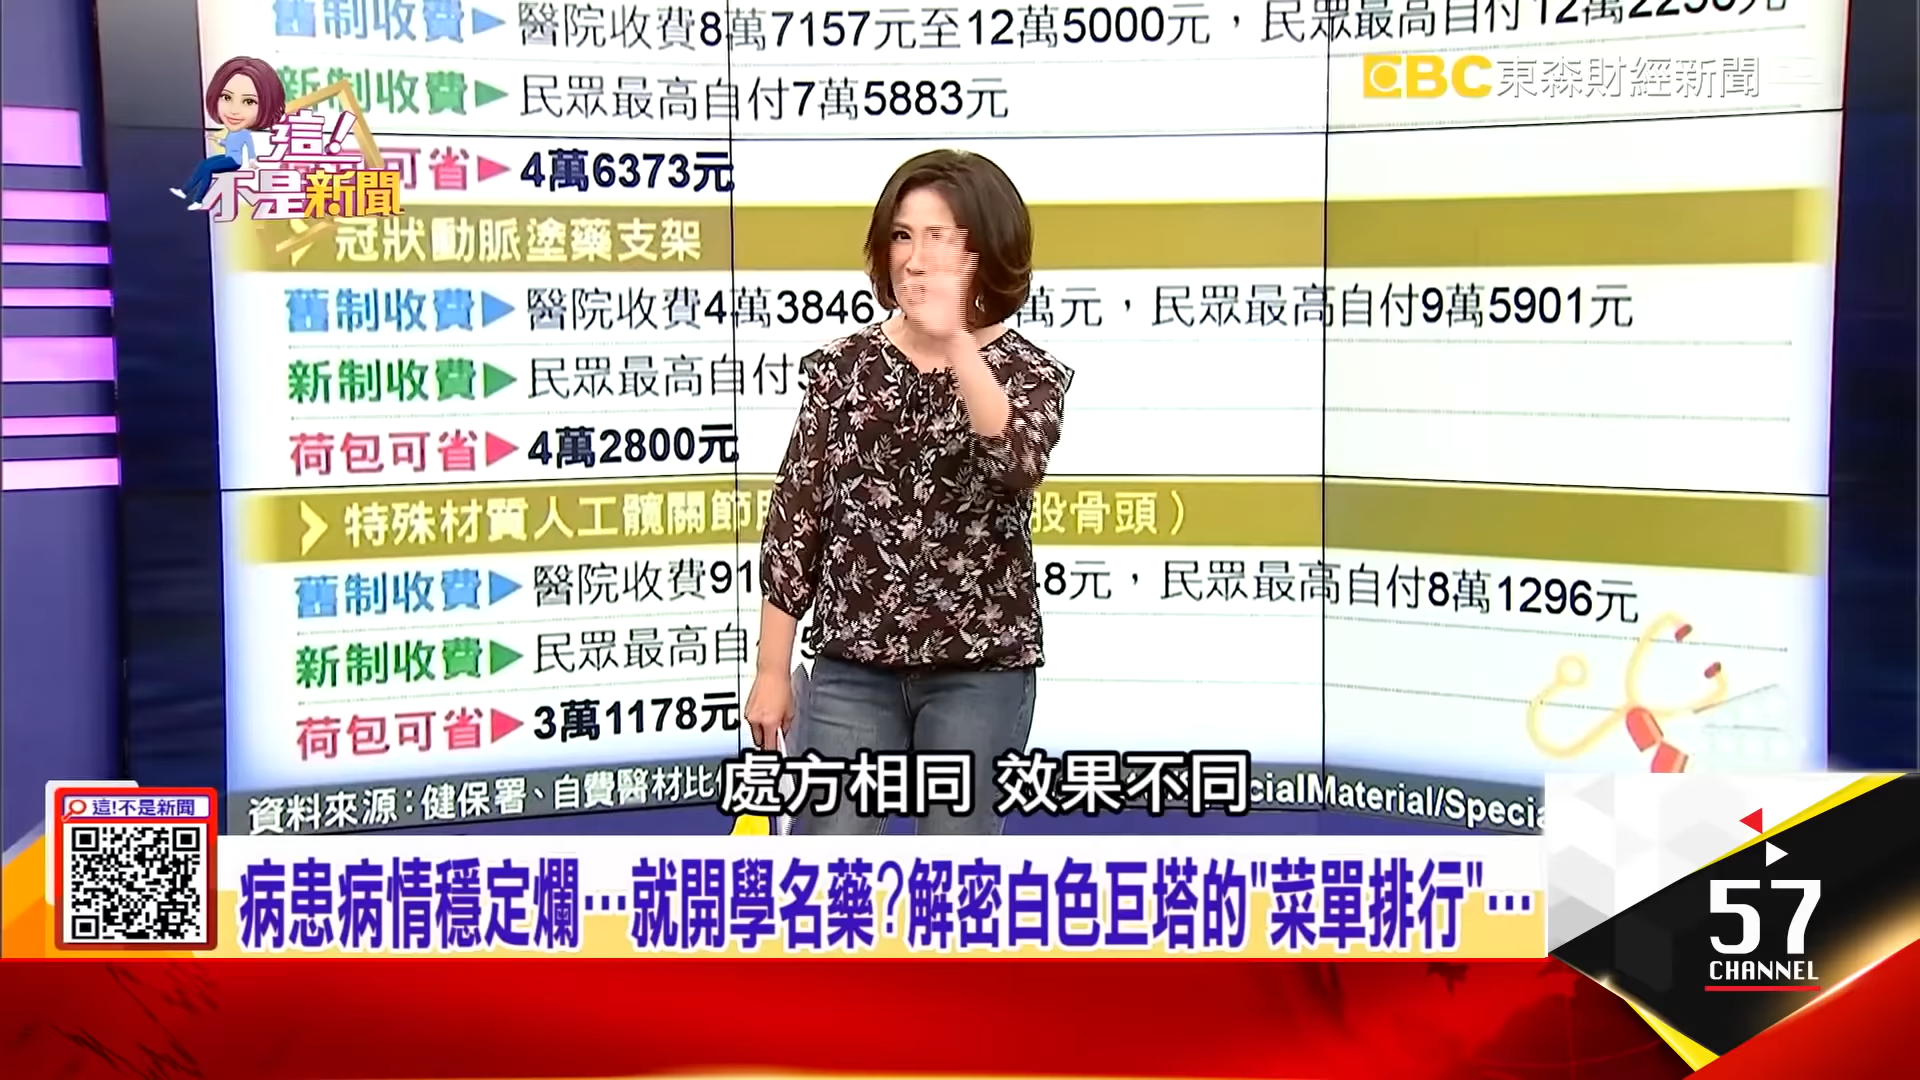 舊制收費▶醫院收費8萬7157元至12萬5000元，民眾最高自付12萬2256元
新制收費▶民眾最高自付7萬5883元
可省▶4萬6373元
EBC東森財經新聞
這!
不是新聞
冠狀動脈塗藥支架
舊制收費▶醫院收費4萬3846 萬元，民眾最高自付9萬5901元
新制收費▶民眾最高自付5
荷包可省▶4萬2800元
特殊材質人工髖關節 股骨頭）
舊制收費▶醫院收費91 8元，民眾最高自付8萬1296元
新制收費▶民眾最高自 5
荷包可省▶3萬1178元
資料來源：健保署、自費醫材比 cialMaterial/Specia
處方相同 效果不同
這!不是新聞
病患病情穩定爛…就開學名藥?解密白色巨塔的"菜單排行"…
57
CHANNEL